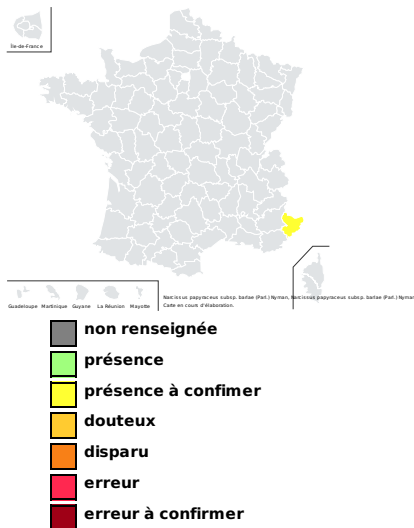 Île-de-France
Guadeloupe Martinique Guyane La Réunion Mayotte
Narcissus papyraceus subsp. barlae (Parl.) Nyman, Narcissus papyraceus subsp. barlae (Parl.) Nyman
Carte en cours d'élaboration.
non renseignée
présence
présence à confimer
douteux
disparu
erreur
erreur à confirmer